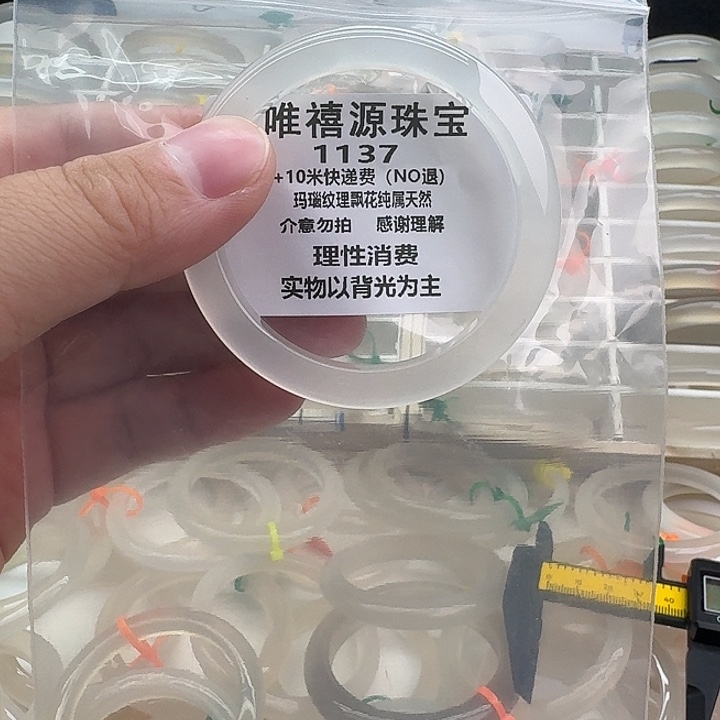 唯禧源珠宝
1137
+10米快递费（NO退)
玛瑙纹理飘花纯属天然
介意勿拍 感谢理解
理性消费
实物以背光为主